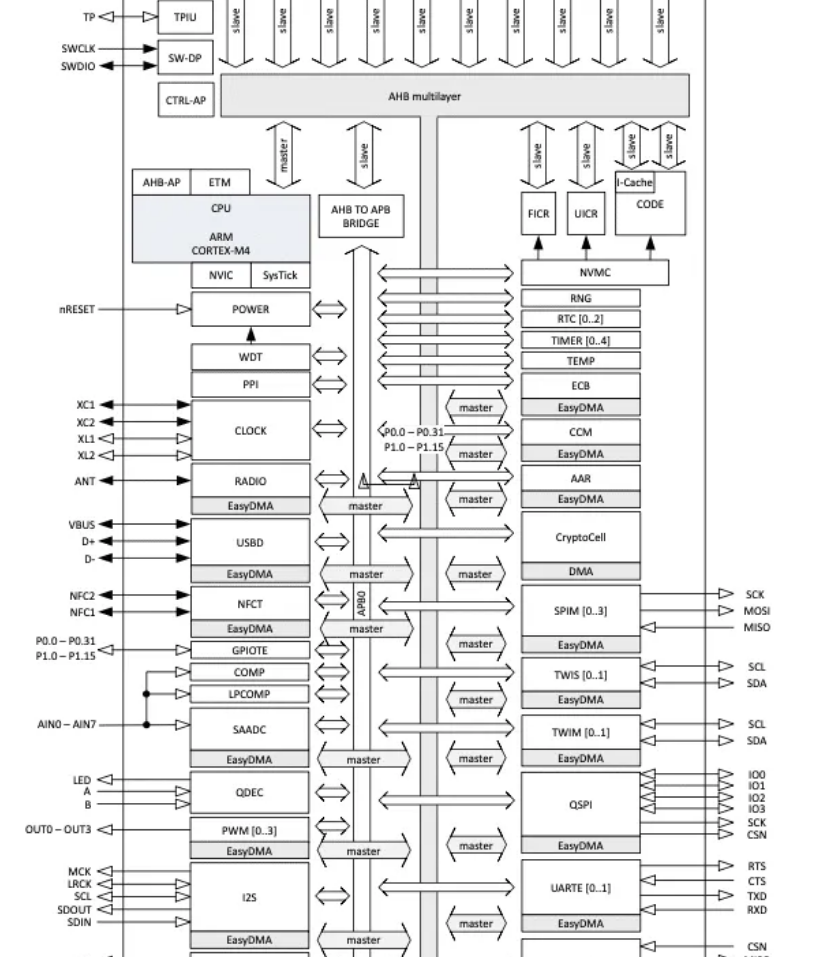 slave
slave
slave
slave
slave
slave
slave
slave
slave
slave
TP
TPIU
SWCLK
SWDIO
SW-DP
CTRL-AP
AHB multilayer
master
slave
slave
slave
slave
slave
AHB-AP
ETM
CPU
ARM
CORTEX-M4
NVIC
SysTick
AHB TO APB
BRIDGE
FICR
UICR
I-Cache
CODE
NVMC
RNG
RTC [0..2]
TIMER [0..4]
TEMP
ECB
EasyDMA
master
nRESET
POWER
WDT
PPI
XC1
XC2
XL1
XL2
CLOCK
P0.0 – P0.31
P1.0 – P1.15
CCM
EasyDMA
master
ANT
RADIO
EasyDMA
master
AAR
EasyDMA
master
VBUS
D+
D-
USBD
EasyDMA
master
CryptoCell
DMA
master
NFC2
NFC1
NFCT
EasyDMA
master
APB0
SPIM [0..3]
EasyDMA
master
SCK
MOSI
MISO
P0.0 – P0.31
P1.0 – P1.15
GPIOTE
COMP
LPCOMP
TWIS [0..1]
EasyDMA
master
SCL
SDA
AIN0 – AIN7
SAADC
EasyDMA
master
TWIM [0..1]
EasyDMA
master
SCL
SDA
LED
A
B
QDEC
QSPI
EasyDMA
master
IO0
IO1
IO2
IO3
SCK
CSN
OUT0 – OUT3
PWM [0..3]
EasyDMA
master
MCK
LRCK
SCL
SDOUT
SDIN
I2S
EasyDMA
master
UARTE [0..1]
EasyDMA
master
RTS
CTS
TXD
RXD
CSN